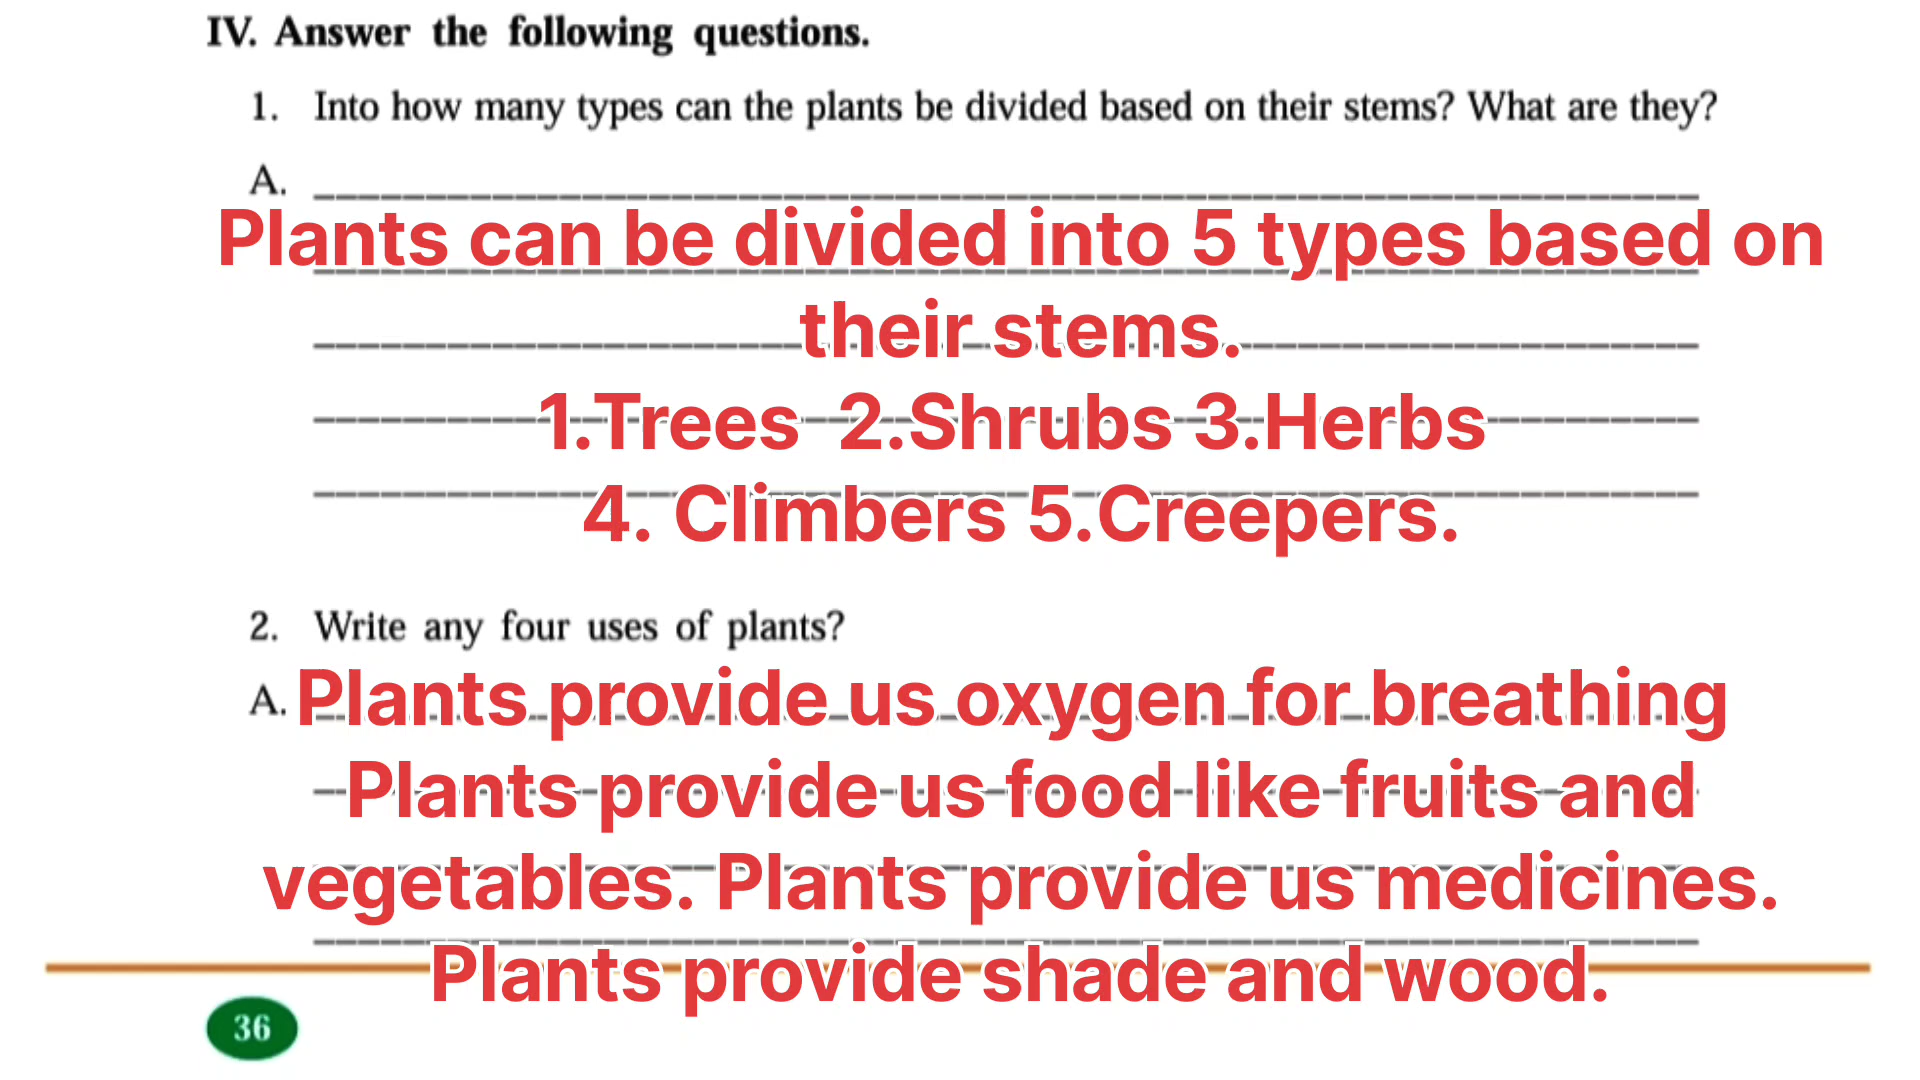 IV. Answer the following questions.
1. Into how many types can the plants be divided based on their stems? What are they?
A.
Plants can be divided into 5 types based on
their stems.
1.Trees 2.Shrubs 3.Herbs
4. Climbers 5.Creepers.
2. Write any four uses of plants?
A. Plants provide us oxygen for breathing
Plants provide us food like fruits and
vegetables. Plants provide us medicines.
Plants provide shade and wood.
36